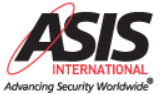 ASIS
INTERNATIONAL
Advancing Security Worldwide®